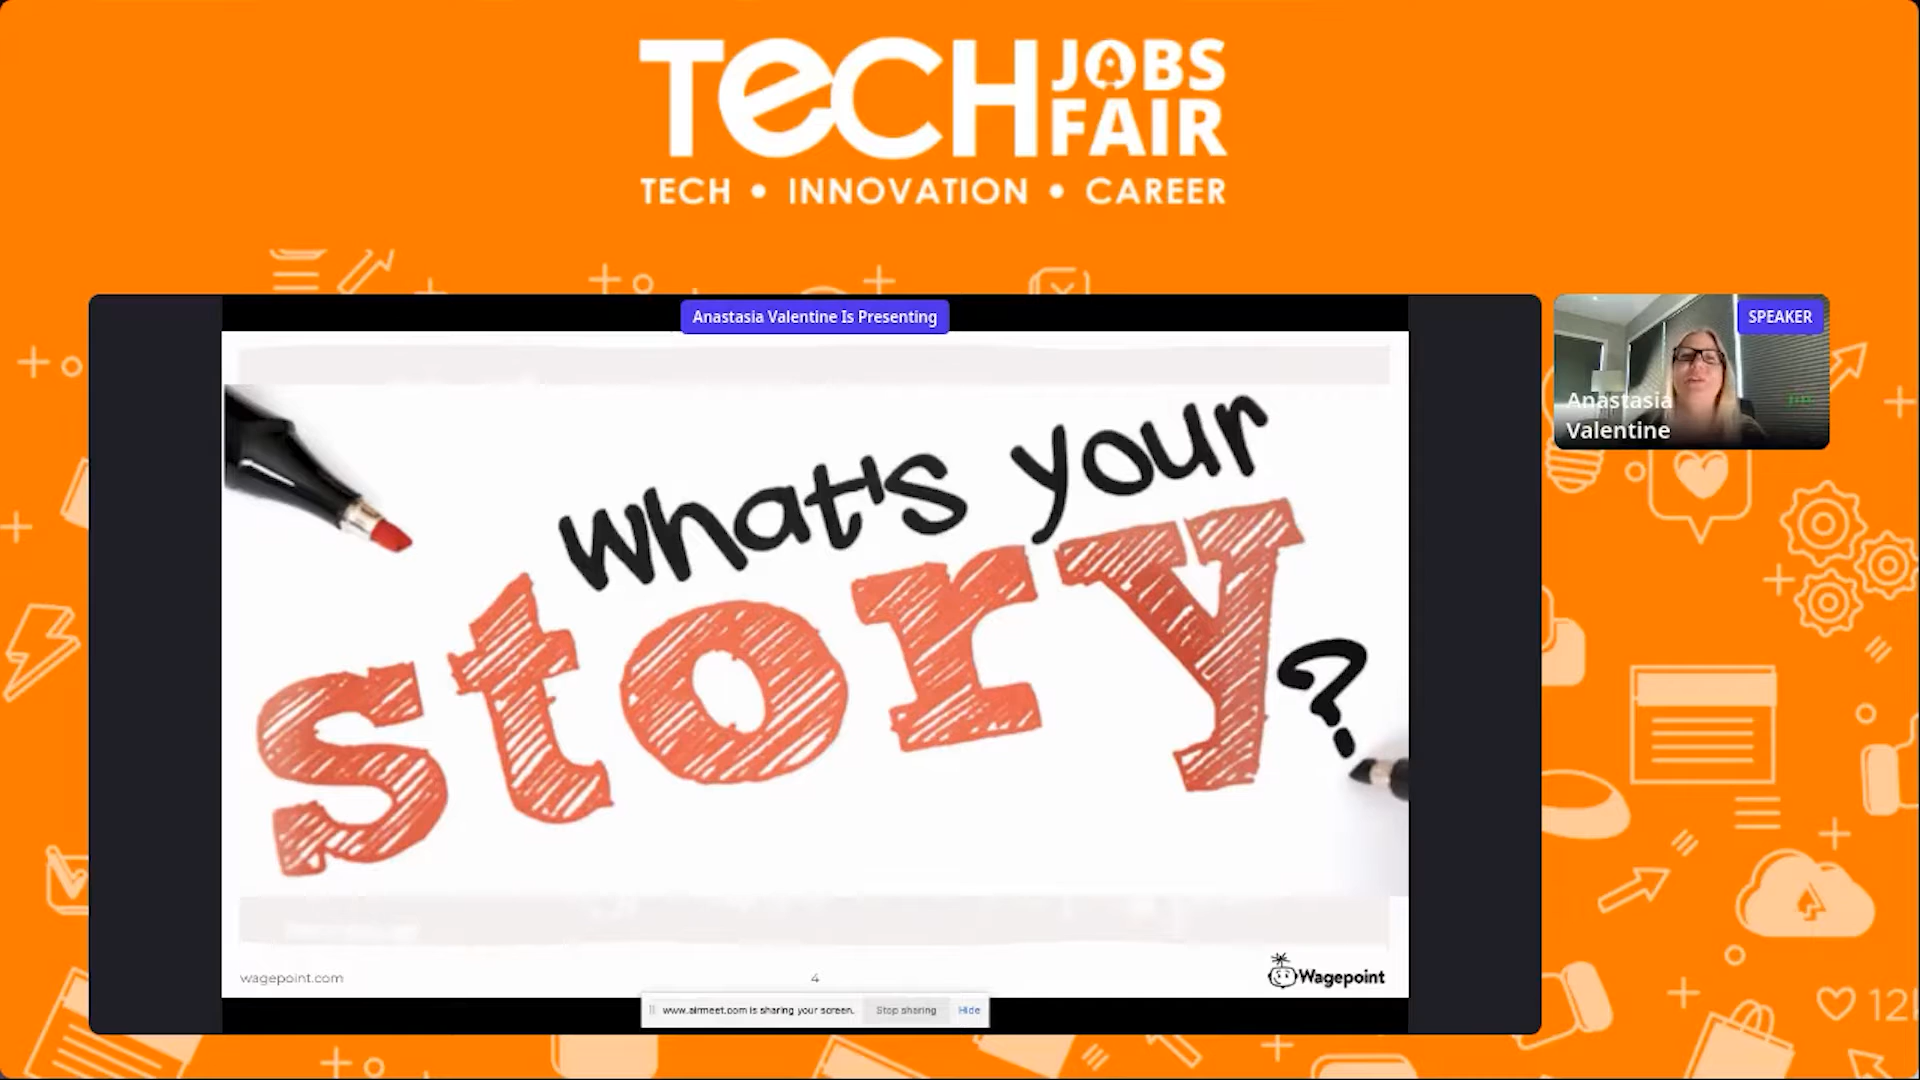 TECH JOBS
FAIR
TECH • INNOVATION • CAREER
Anastasia Valentine Is Presenting
SPEAKER
Anastasia
Valentine
what's your
story?
wagepoint.com
4
Wagepoint
www.airmeet.com is sharing your screen.
Stop sharing
Hide